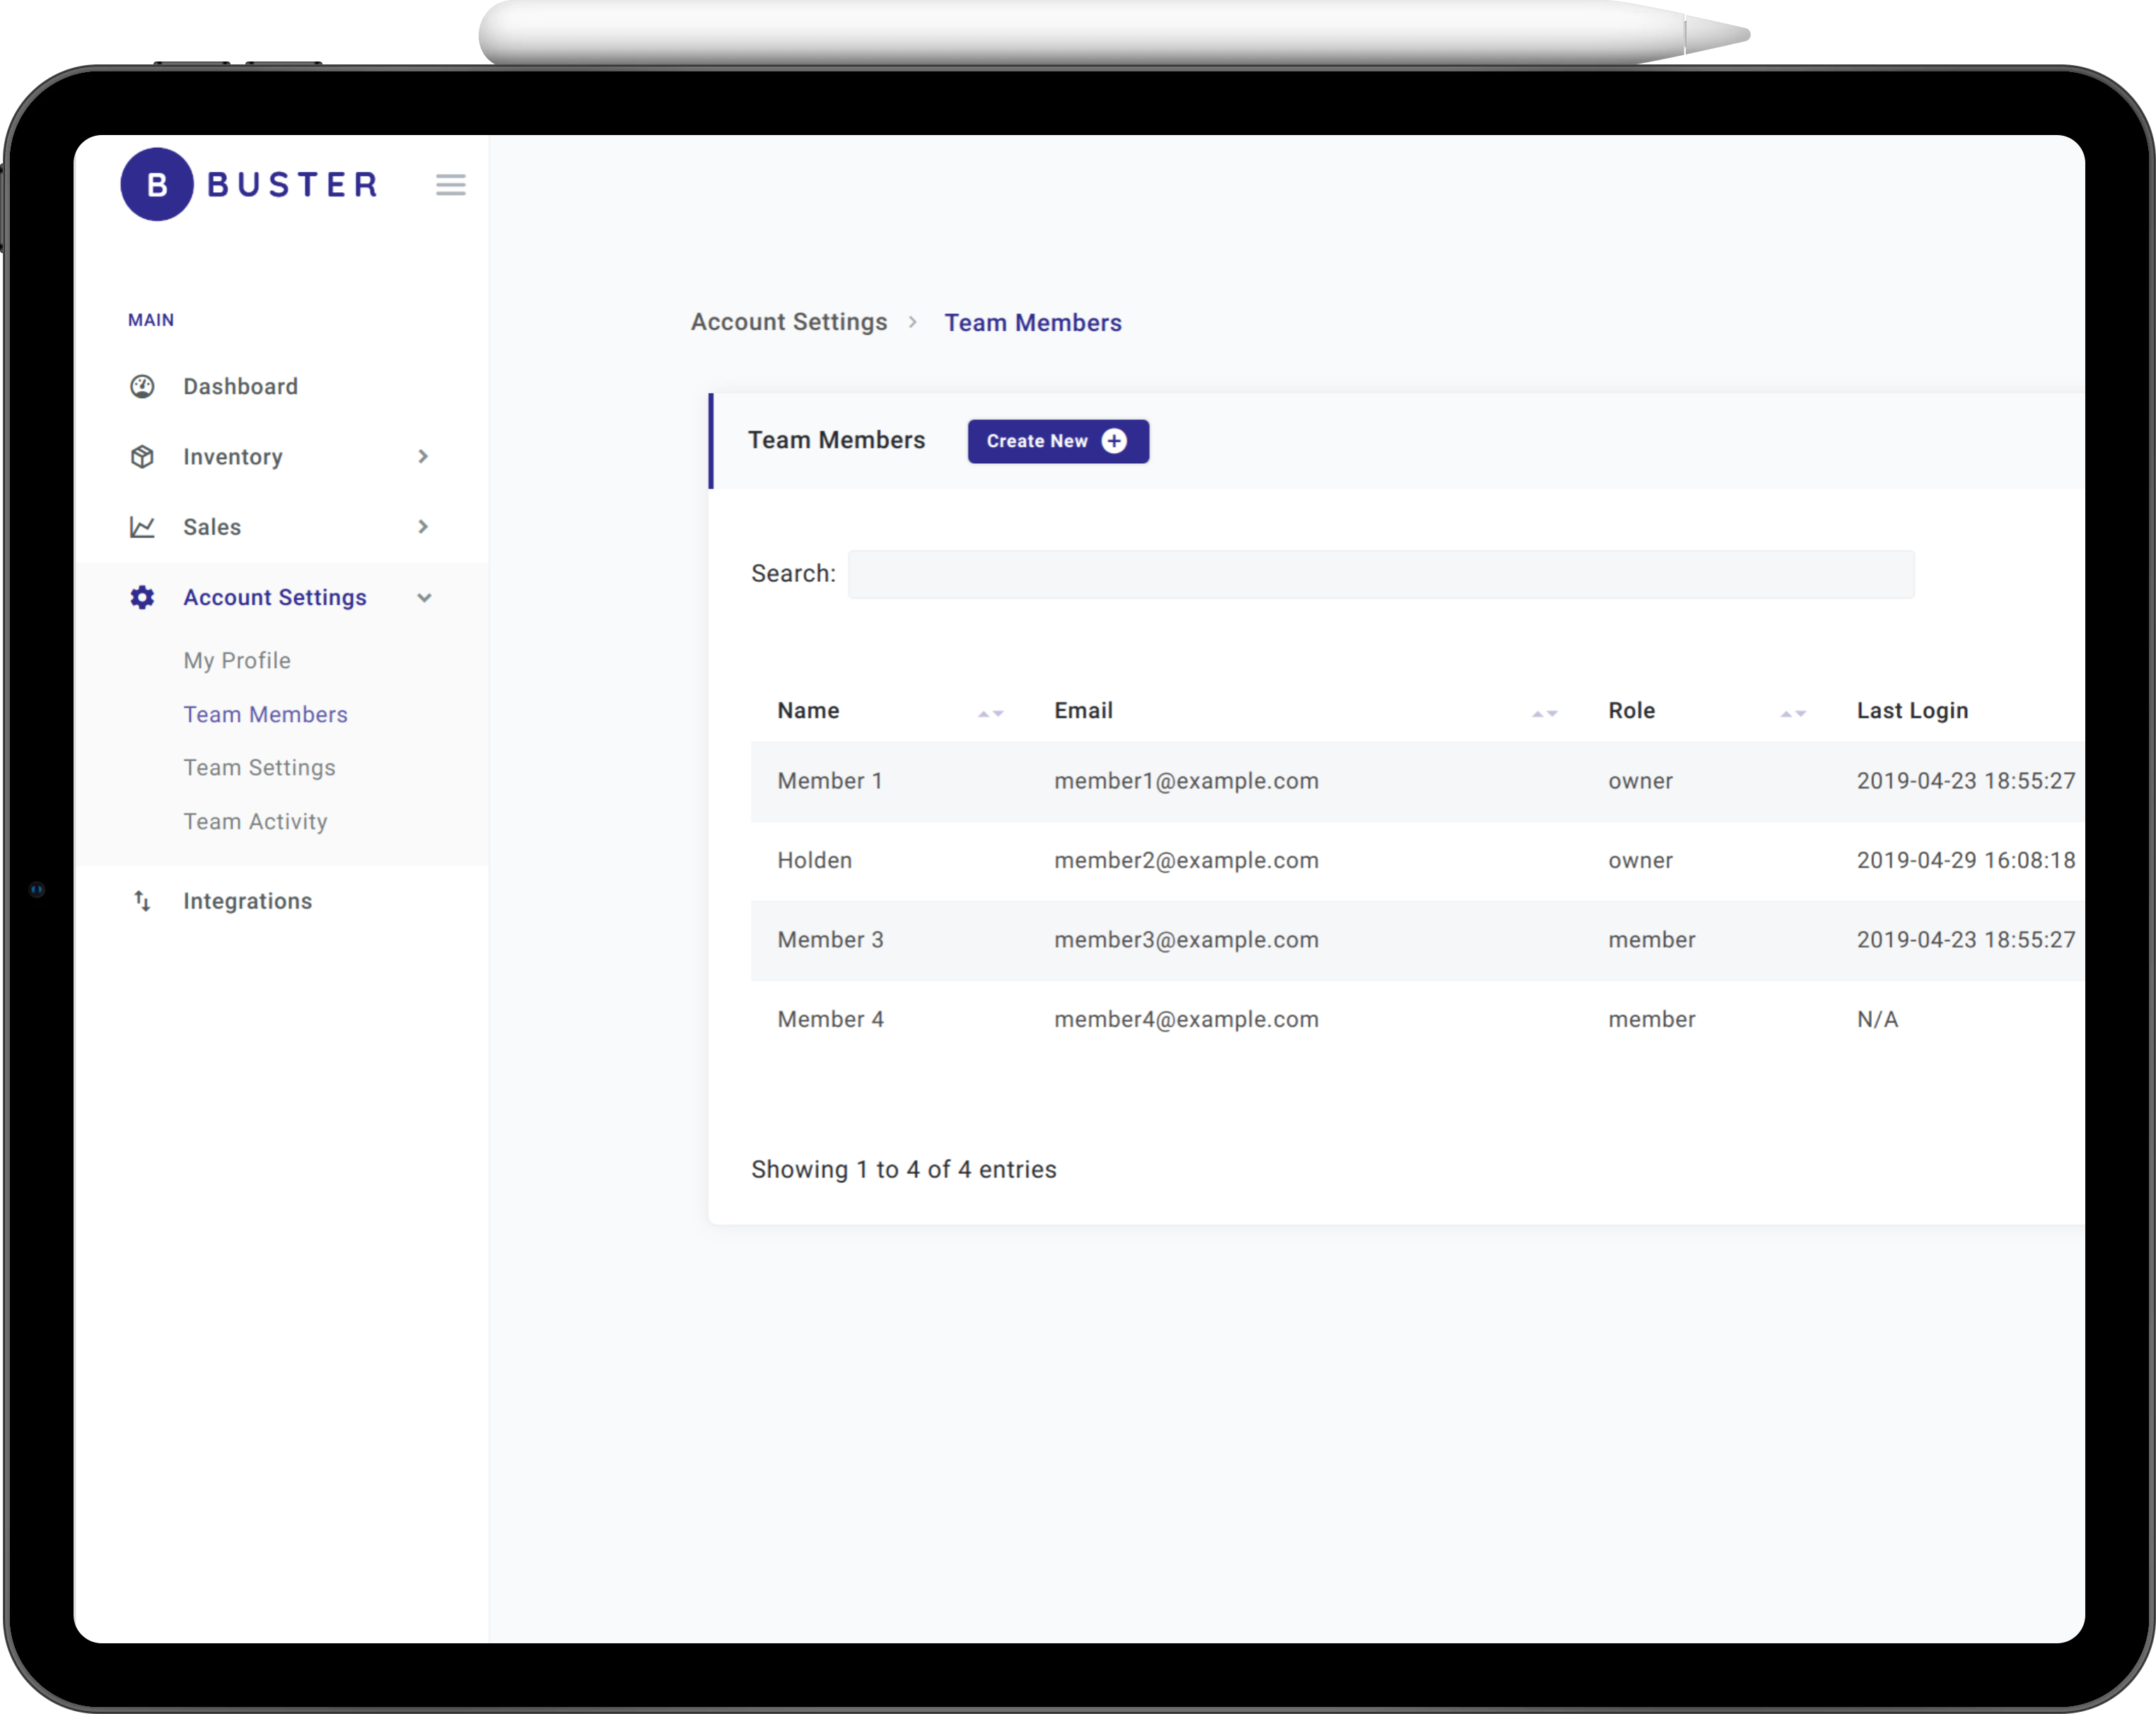 B BUSTER
MAIN
Dashboard
Inventory
Sales
Account Settings
My Profile
Team Members
Team Settings
Team Activity
Integrations
Account Settings > Team Members
Team Members Create New
Search:
Name Email Role Last Login
Member 1 member1@example.com owner 2019-04-23 18:55:27
Holden member2@example.com owner 2019-04-29 16:08:18
Member 3 member3@example.com member 2019-04-23 18:55:27
Member 4 member4@example.com member N/A
Showing 1 to 4 of 4 entries